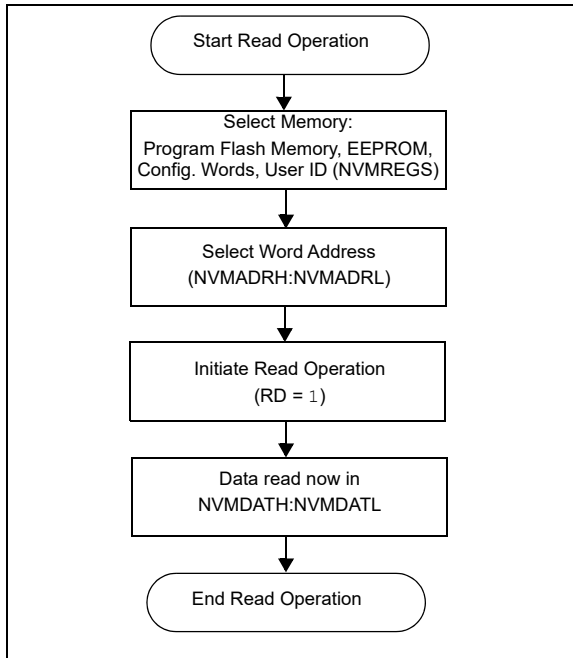 Start Read Operation
Select Memory:
Program Flash Memory, EEPROM,
Config. Words, User ID (NVMREGS)
Select Word Address
(NVMADRH:NVMADRL)
Initiate Read Operation
(RD = 1)
Data read now in
NVMDATH:NVMDATL
End Read Operation